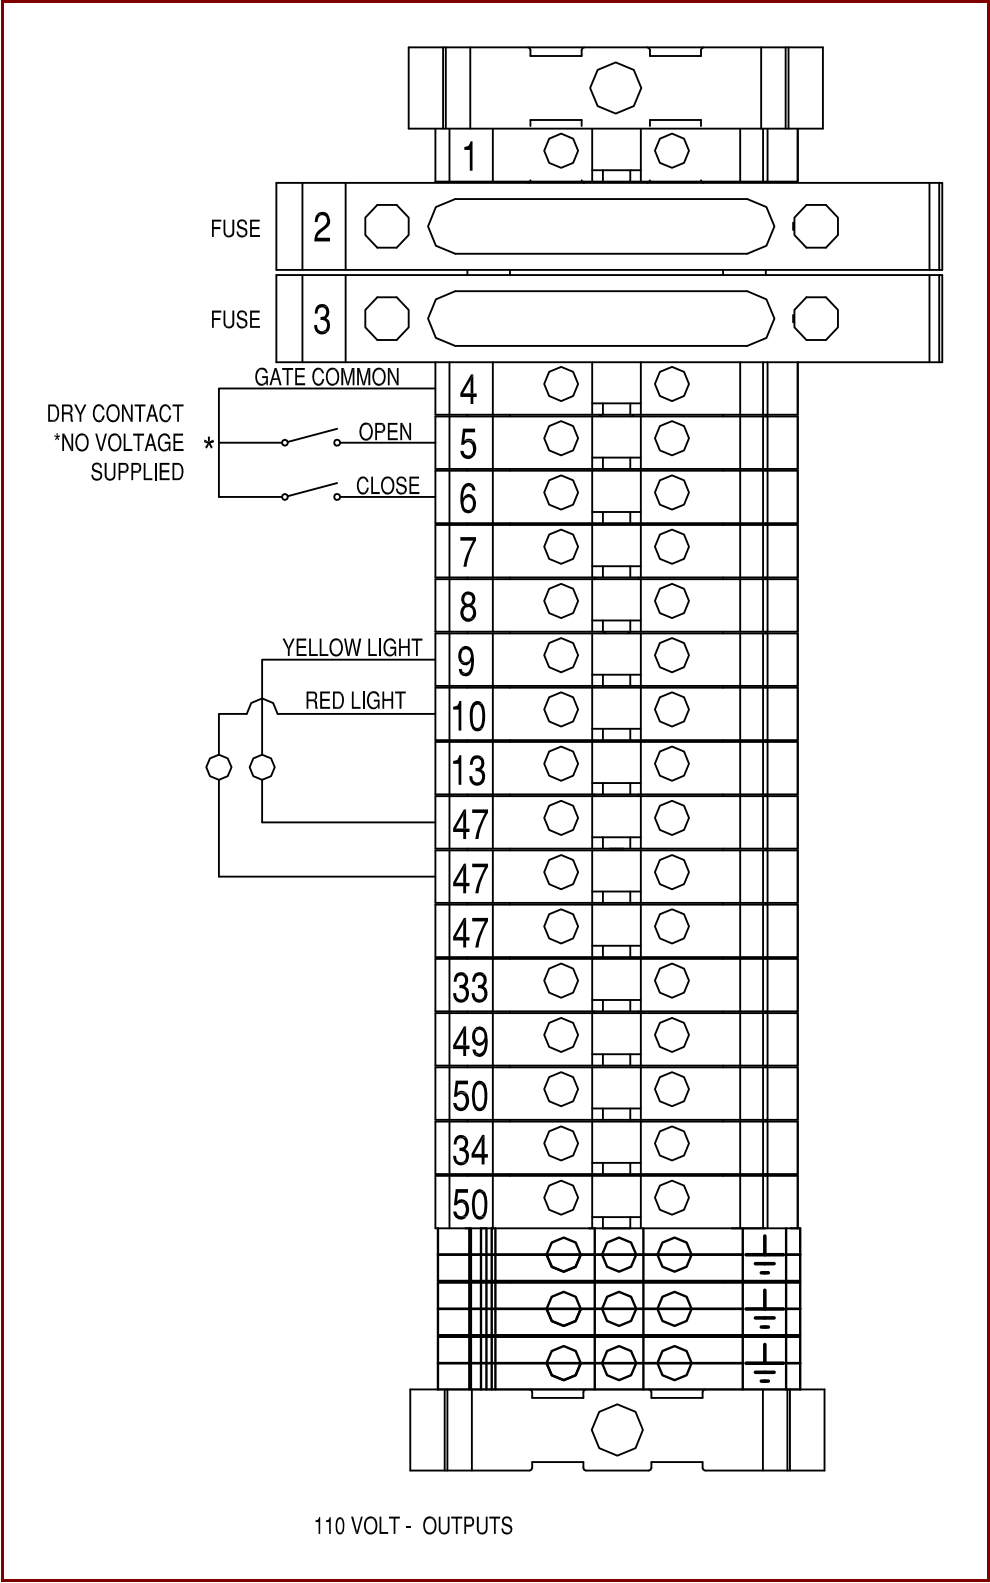 1
FUSE 2
FUSE 3
GATE COMMON 4
DRY CONTACT
*NO VOLTAGE * OPEN 5
SUPPLIED
CLOSE 6
7
8
YELLOW LIGHT 9
RED LIGHT 10
13
47
47
47
33
49
50
34
50
110 VOLT - OUTPUTS